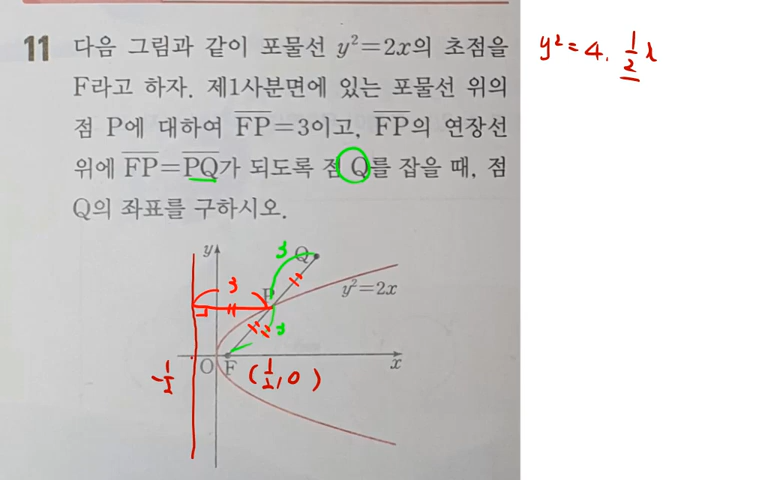 11 다음 그림과 같이 포물선 y²=2x의 초점을
F라고 하자. 제1사분면에 있는 포물선 위의
점 P에 대하여 FP=3이고, FP의 연장선
위에 FP=PQ가 되도록 점 Q를 잡을 때, 점
Q의 좌표를 구하시오.
y² = 4. 1/2 x
y
3 Q
3 P
y²=2x
3
O F x
-1/2 (1/2, 0)